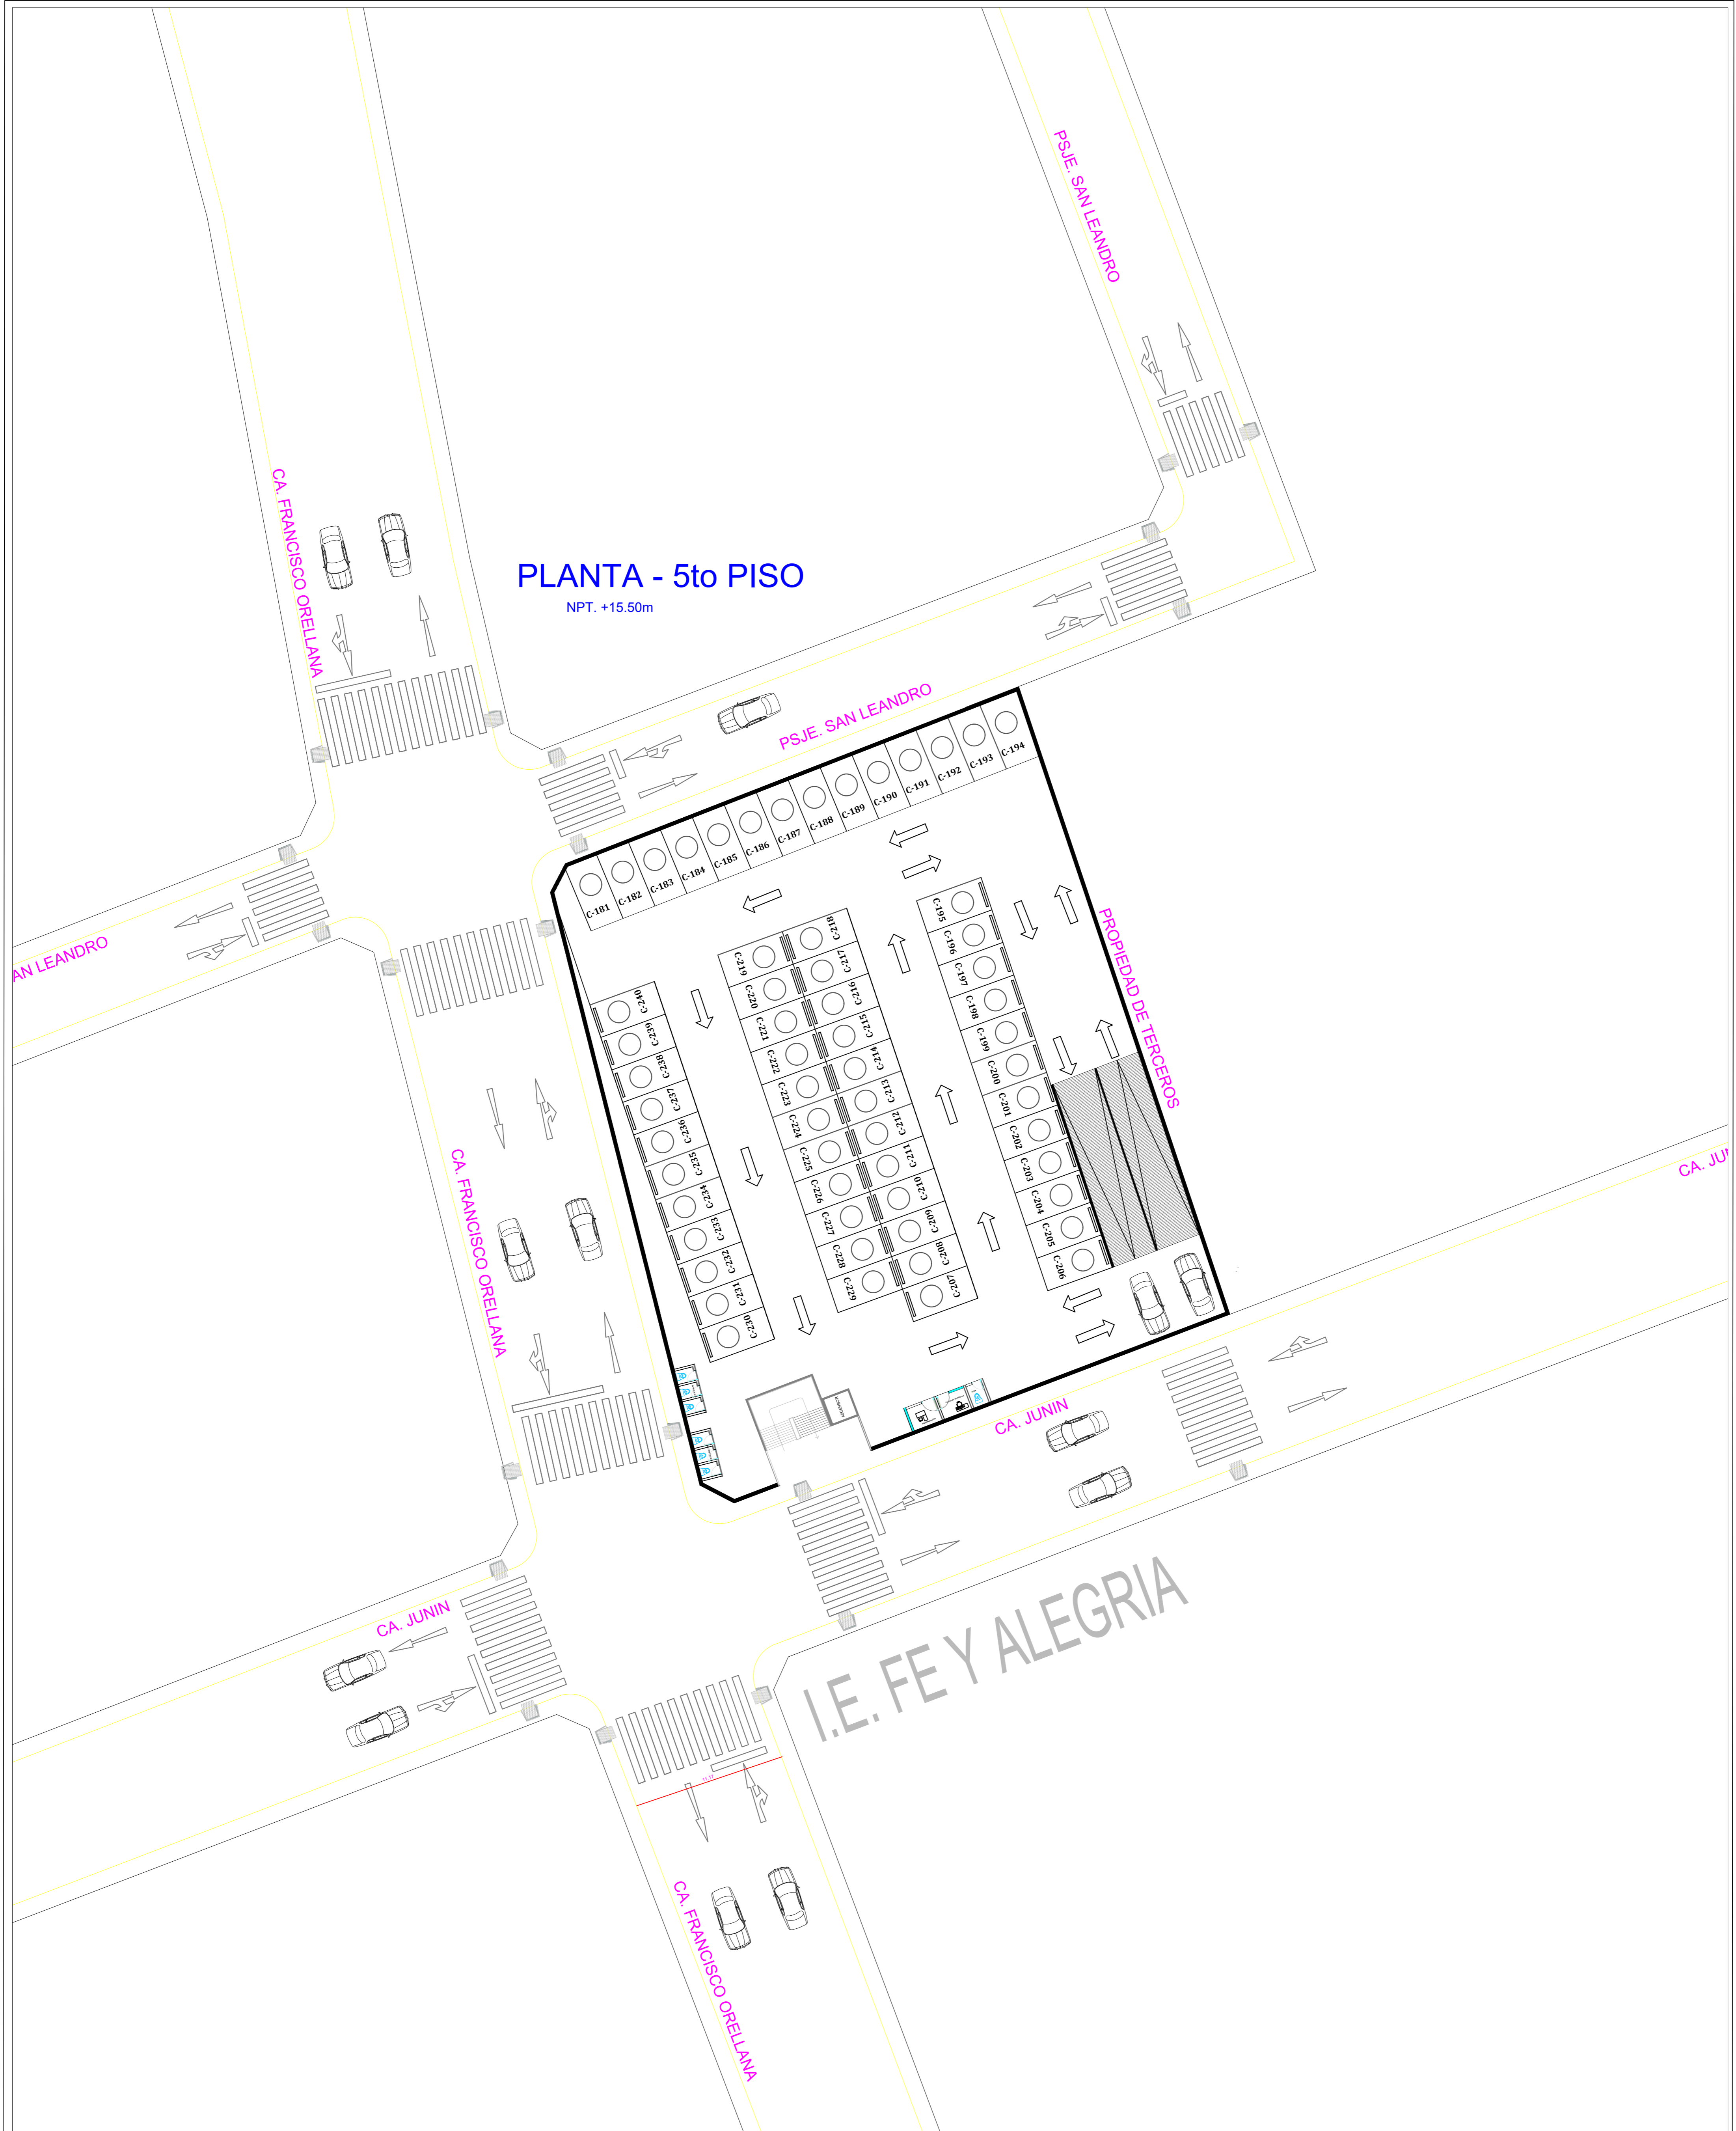 PSJE. SAN LEANDRO
CA. FRANCISCO ORELLANA
PLANTA - 5to PISO
NPT. +15.50m
PSJE. SAN LEANDRO
C-181
C-182
C-183
C-184
C-185
C-186
C-187
C-188
C-189
C-190
C-191
C-192
C-193
C-194
AN LEANDRO
PROPIEDAD DE TERCEROS
C-195
C-196
C-197
C-198
C-199
C-200
C-201
C-202
C-203
C-204
C-205
C-206
C-218
C-217
C-216
C-215
C-214
C-213
C-212
C-211
C-210
C-209
C-208
C-207
C-219
C-220
C-221
C-222
C-223
C-224
C-225
C-226
C-227
C-228
C-229
C-240
C-239
C-238
C-237
C-236
C-235
C-234
C-233
C-232
C-231
C-230
CA. FRANCISCO ORELLANA
CA. JU
CA. JUNIN
CA. JUNIN
I.E. FE Y ALEGRIA
CA. FRANCISCO ORELLANA